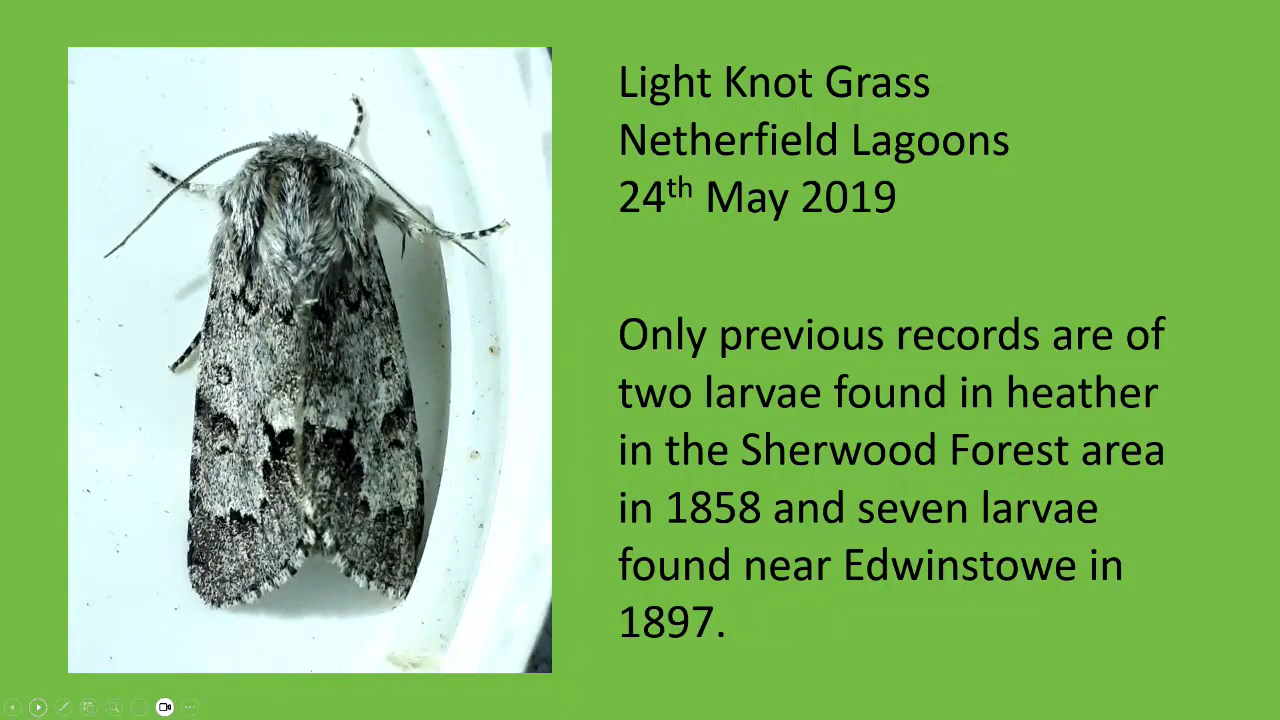 Light Knot Grass
Netherfield Lagoons
24th May 2019
Only previous records are of
two larvae found in heather
in the Sherwood Forest area
in 1858 and seven larvae
found near Edwinstowe in
1897.